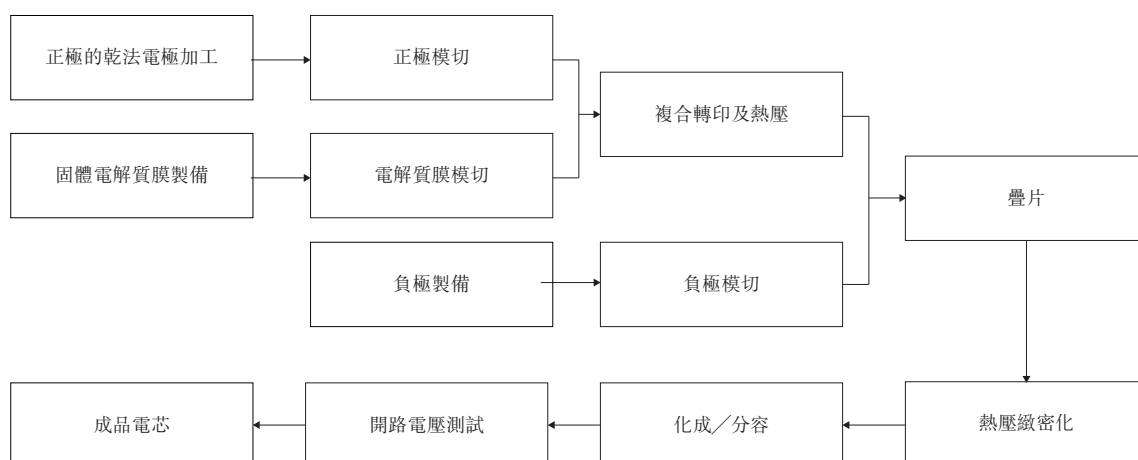 正極的乾法電極加工
正極模切
複合轉印及熱壓
固體電解質膜製備
電解質膜模切
疊片
負極製備
負極模切
成品電芯
開路電壓測試
化成／分容
熱壓緻密化